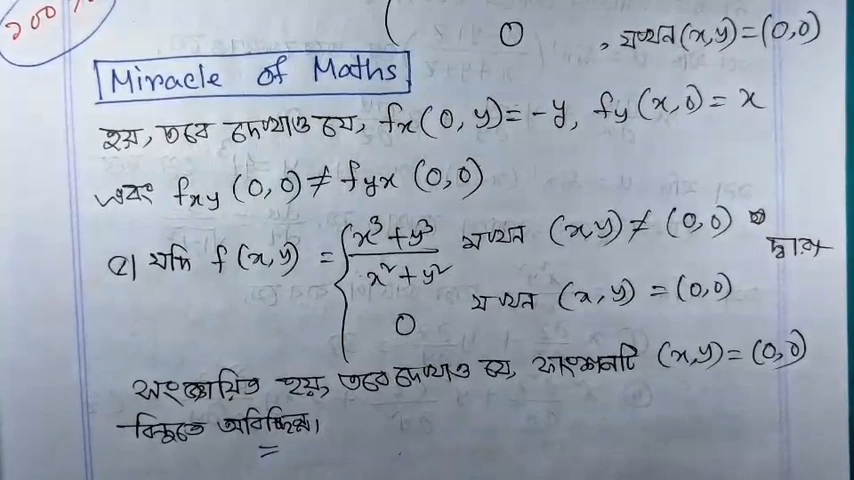 200%
0 , যখন (x,y)=(0,0)
Miracle of Maths
হয়, তবে দেখাও যে, fx(0, y)=-y, fy(x,0)=x
এবং fxy(0,0)≠fyx(0,0)
Q) যদি f(x,y) = { x³+y³ / x²+y² যখন (x,y)≠(0,0) দ্বারা
0 যখন (x,y)=(0,0)
সংজ্ঞায়িত হয়, তবে দেখাও যে, ফাংশনটি (x,y)=(0,0)
বিন্দুতে অবিচ্ছিন্ন।